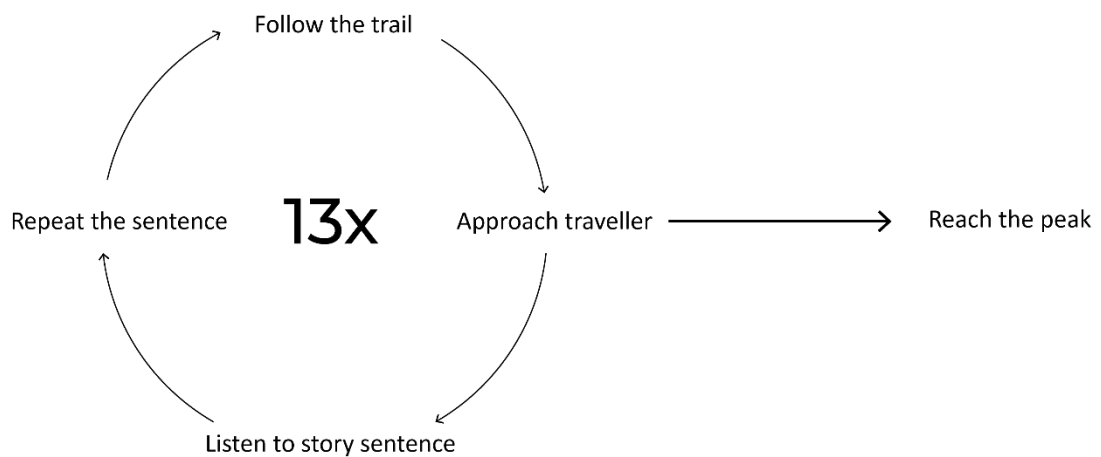 Follow the trail
Repeat the sentence
13x
Approach traveller
Reach the peak
Listen to story sentence